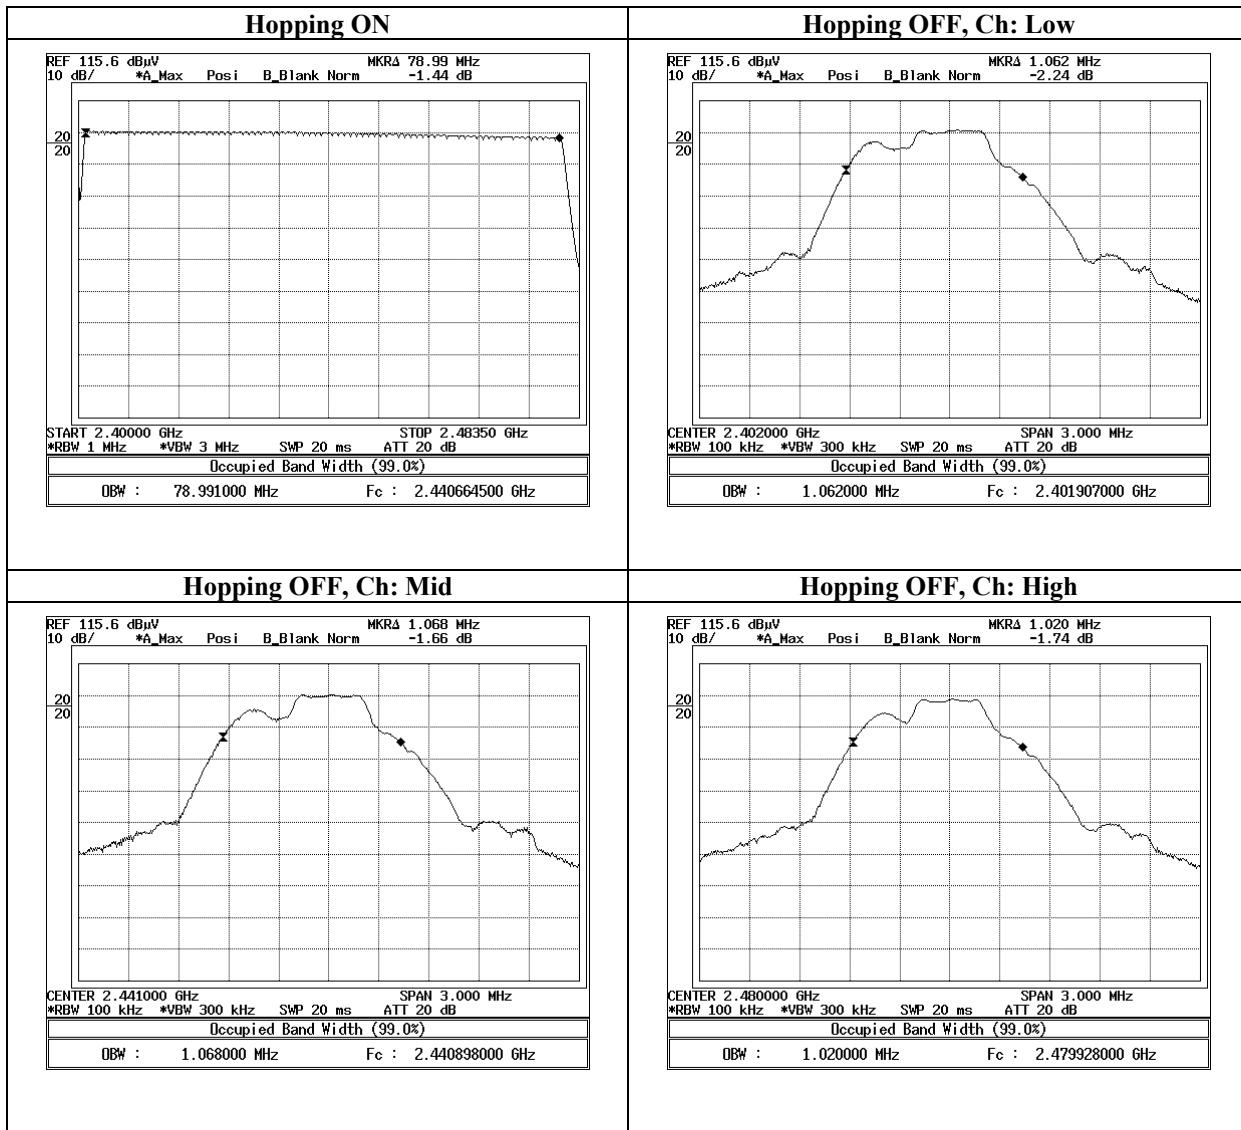 Hopping ON
REF 115.6 dBµV MKRΔ 78.99 MHz
10 dB/ *A_Max Posi B_Blank Norm -1.44 dB
20
20
START 2.40000 GHz STOP 2.48350 GHz
*RBW 1 MHz *VBW 3 MHz SWP 20 ms ATT 20 dB
Occupied Band Width (99.0%)
OBW : 78.991000 MHz Fc : 2.440664500 GHz
Hopping OFF, Ch: Low
REF 115.6 dBµV MKRΔ 1.062 MHz
10 dB/ *A_Max Posi B_Blank Norm -2.24 dB
20
20
CENTER 2.402000 GHz SPAN 3.000 MHz
*RBW 100 kHz *VBW 300 kHz SWP 20 ms ATT 20 dB
Occupied Band Width (99.0%)
OBW : 1.062000 MHz Fc : 2.401907000 GHz
Hopping OFF, Ch: Mid
REF 115.6 dBµV MKRΔ 1.068 MHz
10 dB/ *A_Max Posi B_Blank Norm -1.66 dB
20
20
CENTER 2.441000 GHz SPAN 3.000 MHz
*RBW 100 kHz *VBW 300 kHz SWP 20 ms ATT 20 dB
Occupied Band Width (99.0%)
OBW : 1.068000 MHz Fc : 2.440898000 GHz
Hopping OFF, Ch: High
REF 115.6 dBµV MKRΔ 1.020 MHz
10 dB/ *A_Max Posi B_Blank Norm -1.74 dB
20
20
CENTER 2.480000 GHz SPAN 3.000 MHz
*RBW 100 kHz *VBW 300 kHz SWP 20 ms ATT 20 dB
Occupied Band Width (99.0%)
OBW : 1.020000 MHz Fc : 2.479928000 GHz